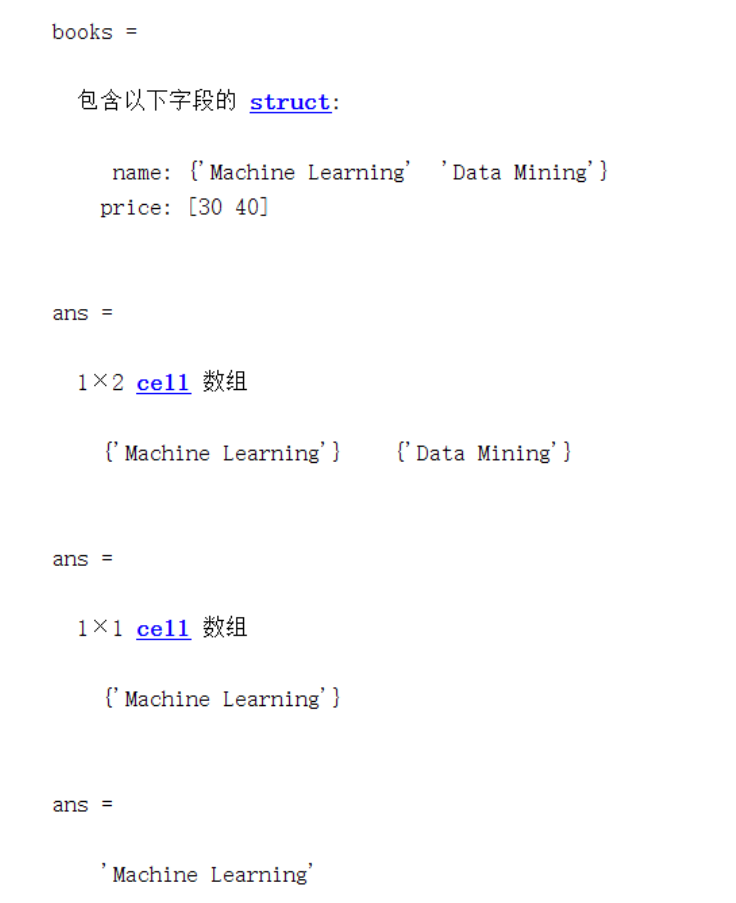 books =
包含以下字段的 struct:
name: {'Machine Learning'  'Data Mining'}
price: [30 40]
ans =
1×2 cell 数组
{'Machine Learning'}    {'Data Mining'}
ans =
1×1 cell 数组
{'Machine Learning'}
ans =
'Machine Learning'